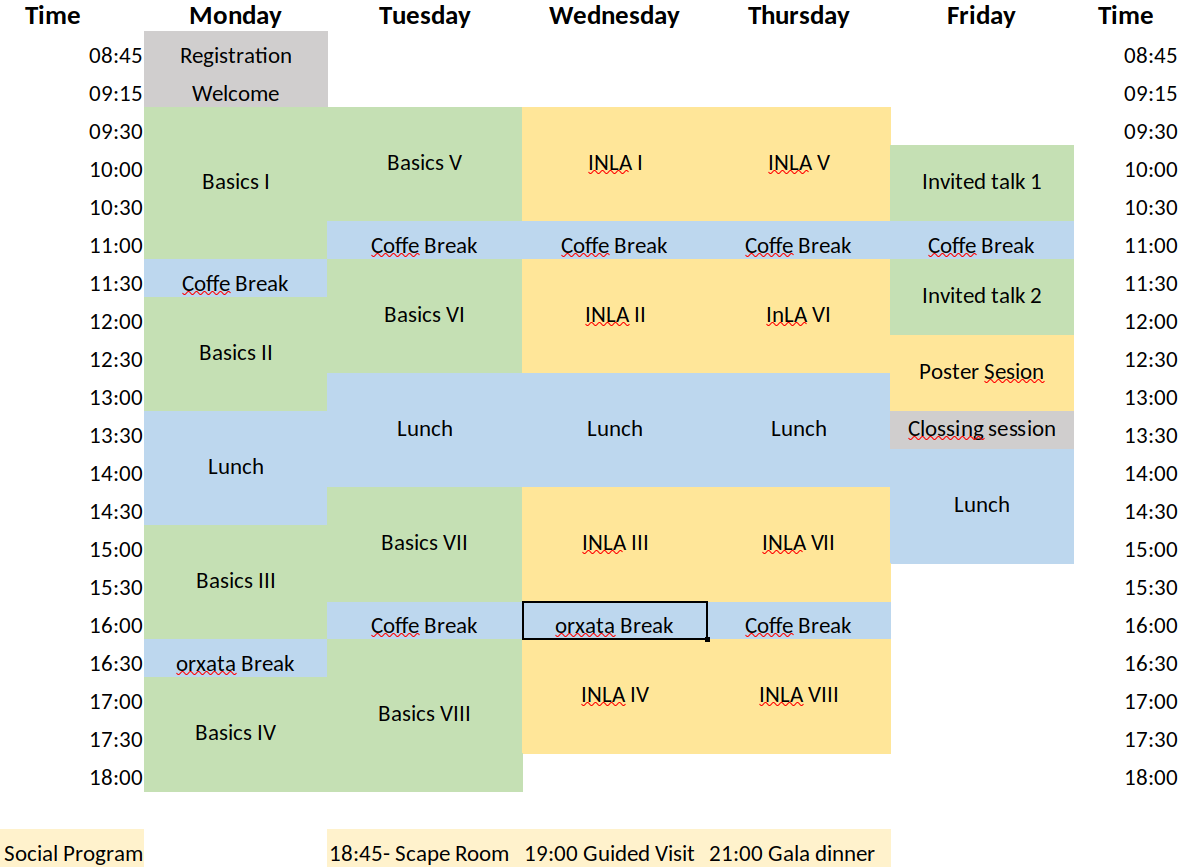 Time Monday Tuesday Wednesday Thursday Friday Time
08:45 Registration 08:45
09:15 Welcome 09:15
09:30 09:30
Basics V INLA I INLA V
10:00 10:00
Basics I Invited talk 1
10:30 10:30
11:00 Coffe Break Coffe Break Coffe Break Coffe Break 11:00
11:30 Coffe Break 11:30
Invited talk 2
Basics VI INLA II InLA VI
12:00 12:00
Basics II
12:30 12:30
Poster Sesion
13:00 13:00
Lunch Lunch Lunch Clossing session
13:30 13:30
Lunch
14:00 14:00
Lunch
14:30 14:30
Basics VII INLA III INLA VII
15:00 15:00
Basics III
15:30 15:30
16:00 Coffe Break orxata Break Coffe Break 16:00
16:30 orxata Break 16:30
INLA IV INLA VIII
17:00 17:00
Basics VIII
Basics IV
17:30 17:30
18:00 18:00
Social Program 18:45- Scape Room 19:00 Guided Visit 21:00 Gala dinner